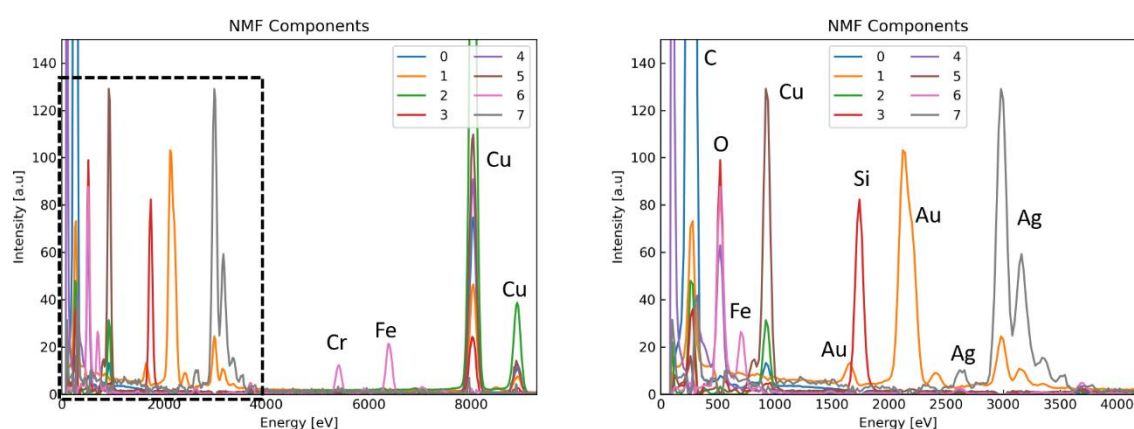 NMF Components
140
120
100
80
60
40
20
0
Intensity [a.u]
0 4
1 5
2 6
3 7
Cu
Cu
Cr
Fe
0 2000 4000 6000 8000
Energy [eV]
NMF Components
140
120
100
80
60
40
20
0
Intensity [a.u]
0 4
1 5
2 6
3 7
C
Cu
O
Si
Au
Ag
Fe
Au
Ag
0 500 1000 1500 2000 2500 3000 3500 4000
Energy [eV]